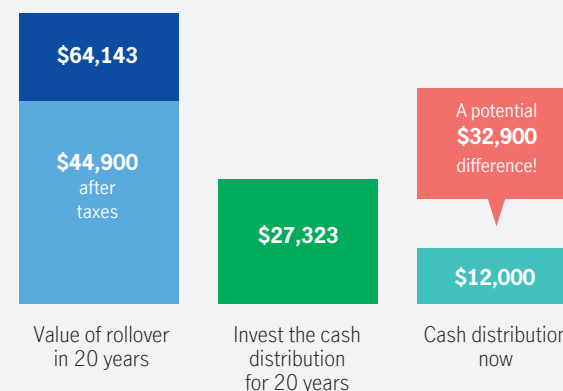 $64,143
$44,900
after
taxes
$27,323
A potential
$32,900
difference!
$12,000
Value of rollover
in 20 years
Invest the cash
distribution
for 20 years
Cash distribution
now